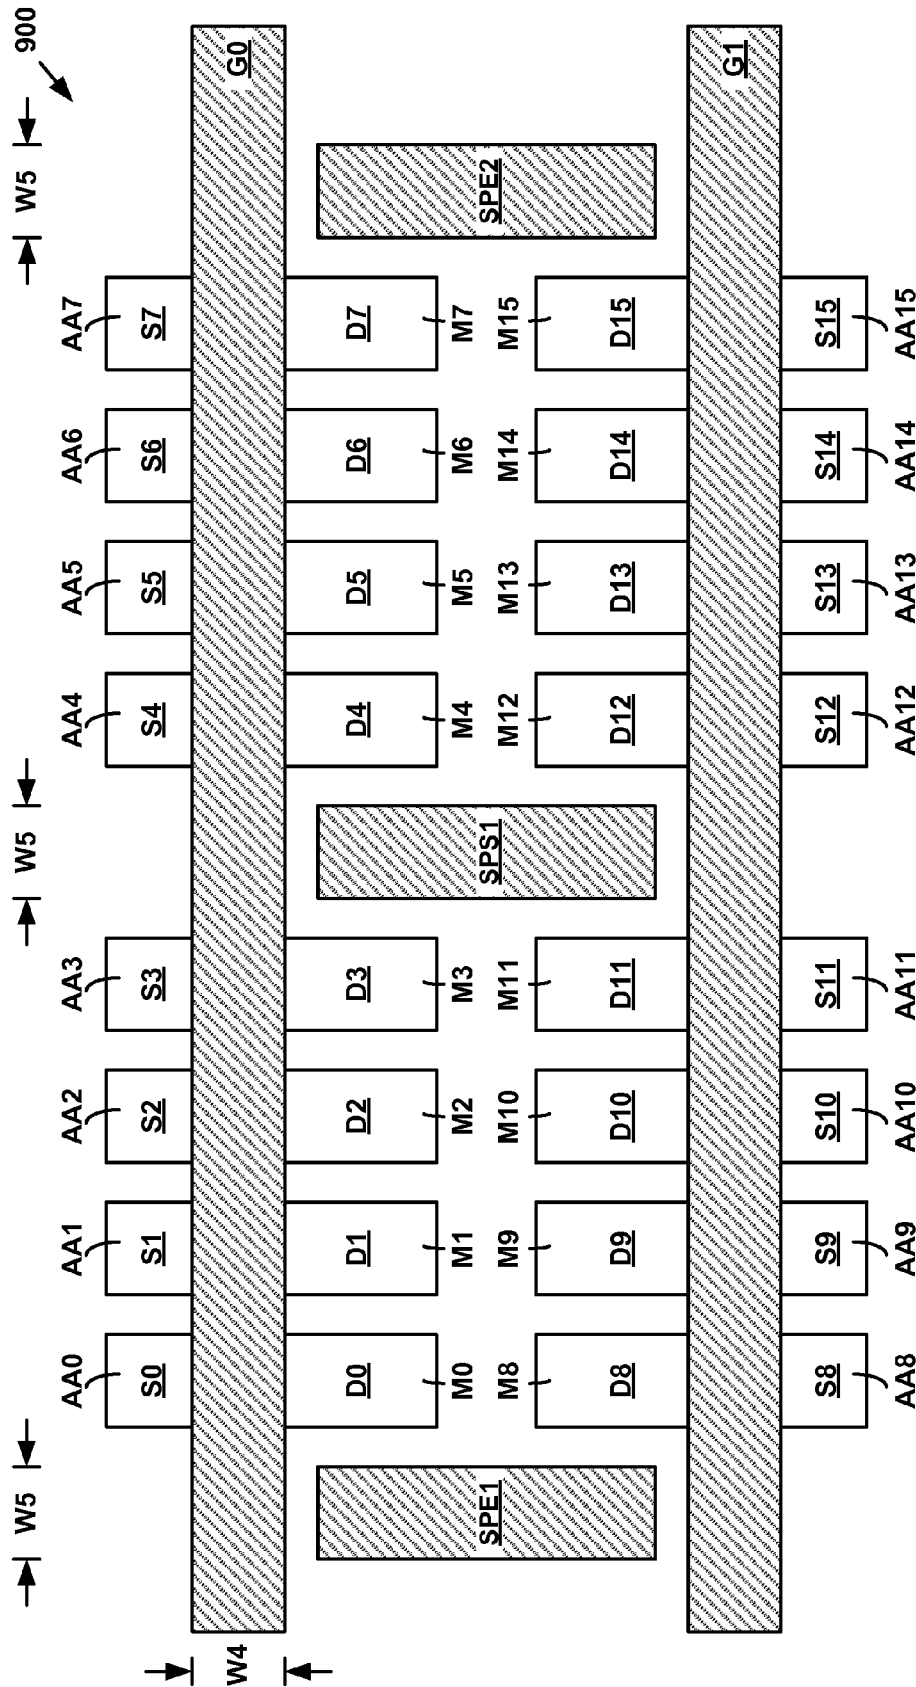 900
W5 W5 W5
AA0 AA1 AA2 AA3 AA4 AA5 AA6 AA7
S0 S1 S2 S3 S4 S5 S6 S7
W4 G0
D0 D1 D2 D3 D4 D5 D6 D7
M0 M1 M2 M3 M4 M5 M6 M7
SPE1 SPS1 SPE2
M8 M9 M10 M11 M12 M13 M14 M15
D8 D9 D10 D11 D12 D13 D14 D15
G1
S8 S9 S10 S11 S12 S13 S14 S15
AA8 AA9 AA10 AA11 AA12 AA13 AA14 AA15